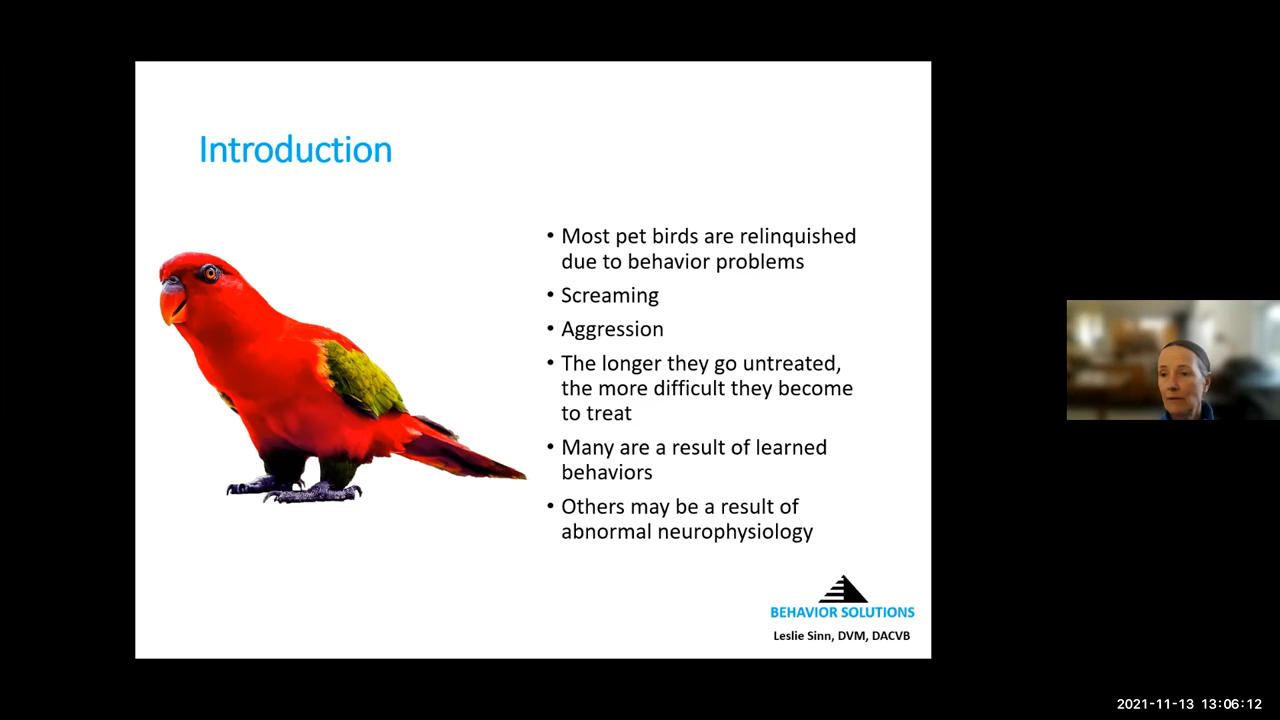 Introduction
• Most pet birds are relinquished
due to behavior problems
• Screaming
• Aggression
• The longer they go untreated,
the more difficult they become
to treat
• Many are a result of learned
behaviors
• Others may be a result of
abnormal neurophysiology
BEHAVIOR SOLUTIONS
Leslie Sinn, DVM, DACVB
2021-11-13 13:06:12